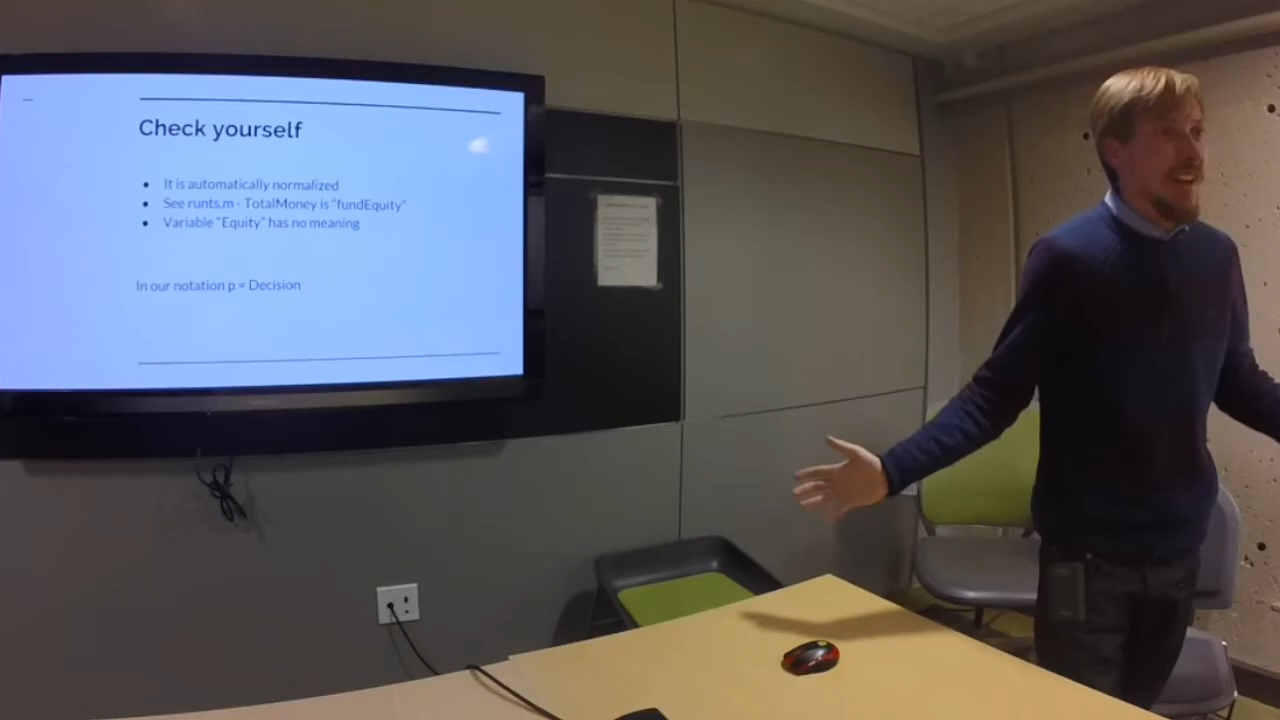 Check yourself
It is automatically normalized
See runts.m - TotalMoney is "fundEquity"
Variable "Equity" has no meaning
In our notation p = Decision